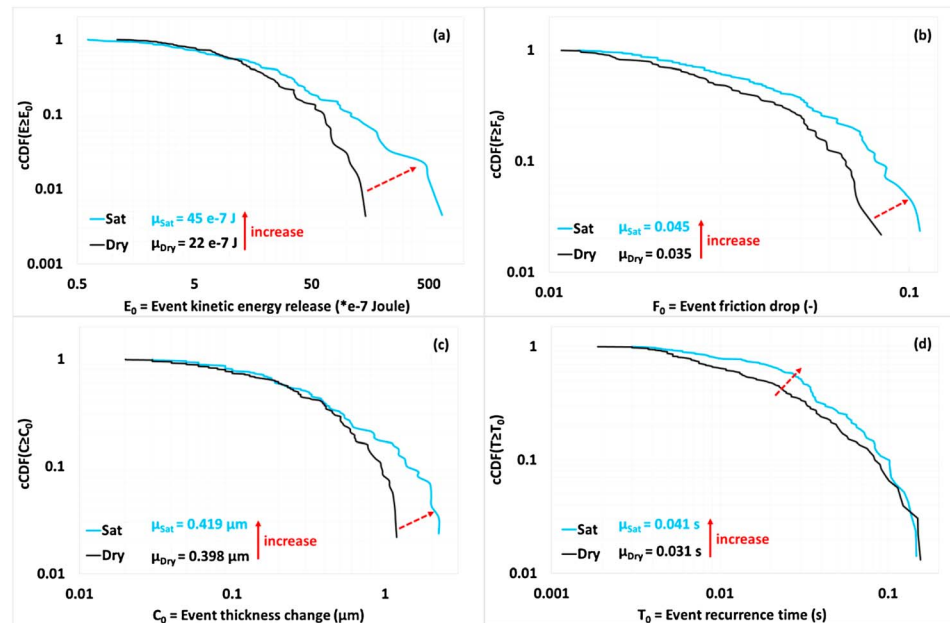 (a)
cCDF(E≥E₀)
1
0.1
0.01
0.001
Sat
μSat = 45 e-7 J
Dry
μDry = 22 e-7 J
increase
0.5
5
50
500
E₀ = Event kinetic energy release (*e-7 Joule)
(b)
cCDF(F≥F₀)
1
0.1
0.01
Sat
μSat = 0.045
Dry
μDry = 0.035
increase
0.01
0.1
F₀ = Event friction drop (-)
(c)
cCDF(C≥C₀)
1
0.1
0.01
Sat
μSat = 0.419 μm
Dry
μDry = 0.398 μm
increase
0.01
0.1
1
C₀ = Event thickness change (μm)
(d)
cCDF(T≥T₀)
1
0.1
0.01
Sat
μSat = 0.041 s
Dry
μDry = 0.031 s
increase
0.001
0.01
0.1
T₀ = Event recurrence time (s)